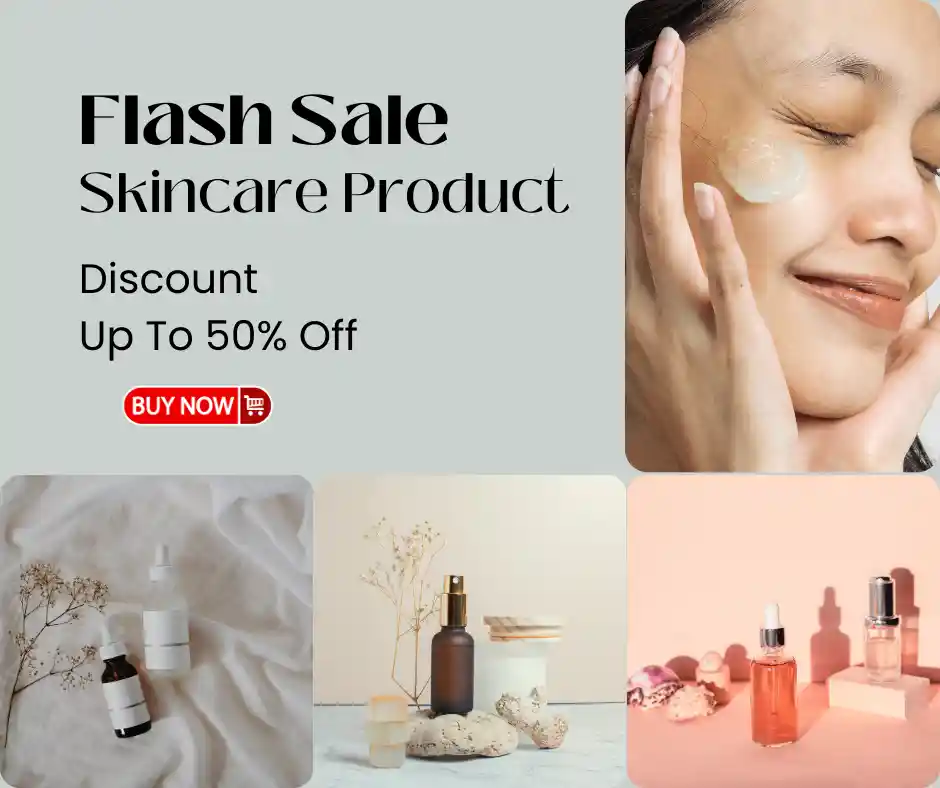 Flash Sale
Skincare Product
Discount
Up To 50% Off
BUY NOW